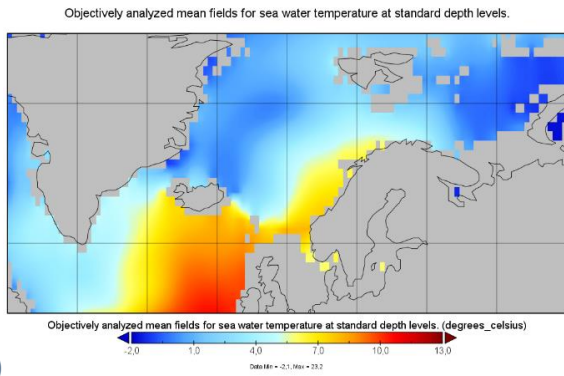 Objectively analyzed mean fields for sea water temperature at standard depth levels.
Objectively analyzed mean fields for sea water temperature at standard depth levels. (degrees_celsius)
-2,0 1,0 4,0 7,0 10,0 13,0
Data Min = -2,1, Max = 23,2